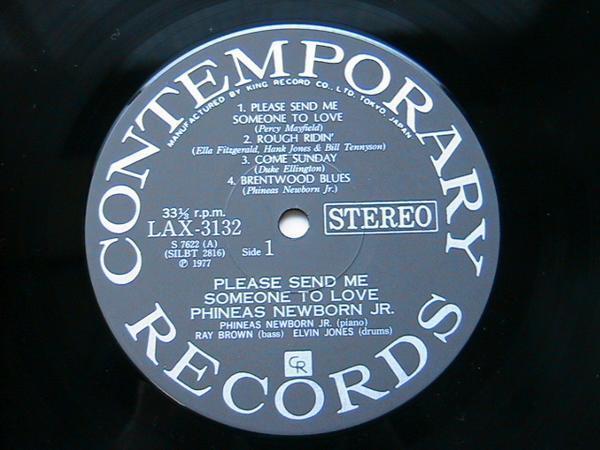 CONTEMPORARY
MANUFACTURED BY KING RECORD CO., LTD. TOKYO, JAPAN
1. PLEASE SEND ME
SOMEONE TO LOVE
(Percy Mayfield)
2. ROUGH RIDIN'
(Ella Fitzgerald, Hank Jones & Bill Tennyson)
3. COME SUNDAY
(Duke Ellington)
4. BRENTWOOD BLUES
(Phineas Newborn Jr.)
33⅓ r.p.m.
LAX-3132
STEREO
S 7622 (A)
(SILBT 2816)
Side 1
℗ 1977
PLEASE SEND ME
SOMEONE TO LOVE
PHINEAS NEWBORN JR.
PHINEAS NEWBORN JR. (piano)
RAY BROWN (bass) ELVIN JONES (drums)
CR
RECORDS